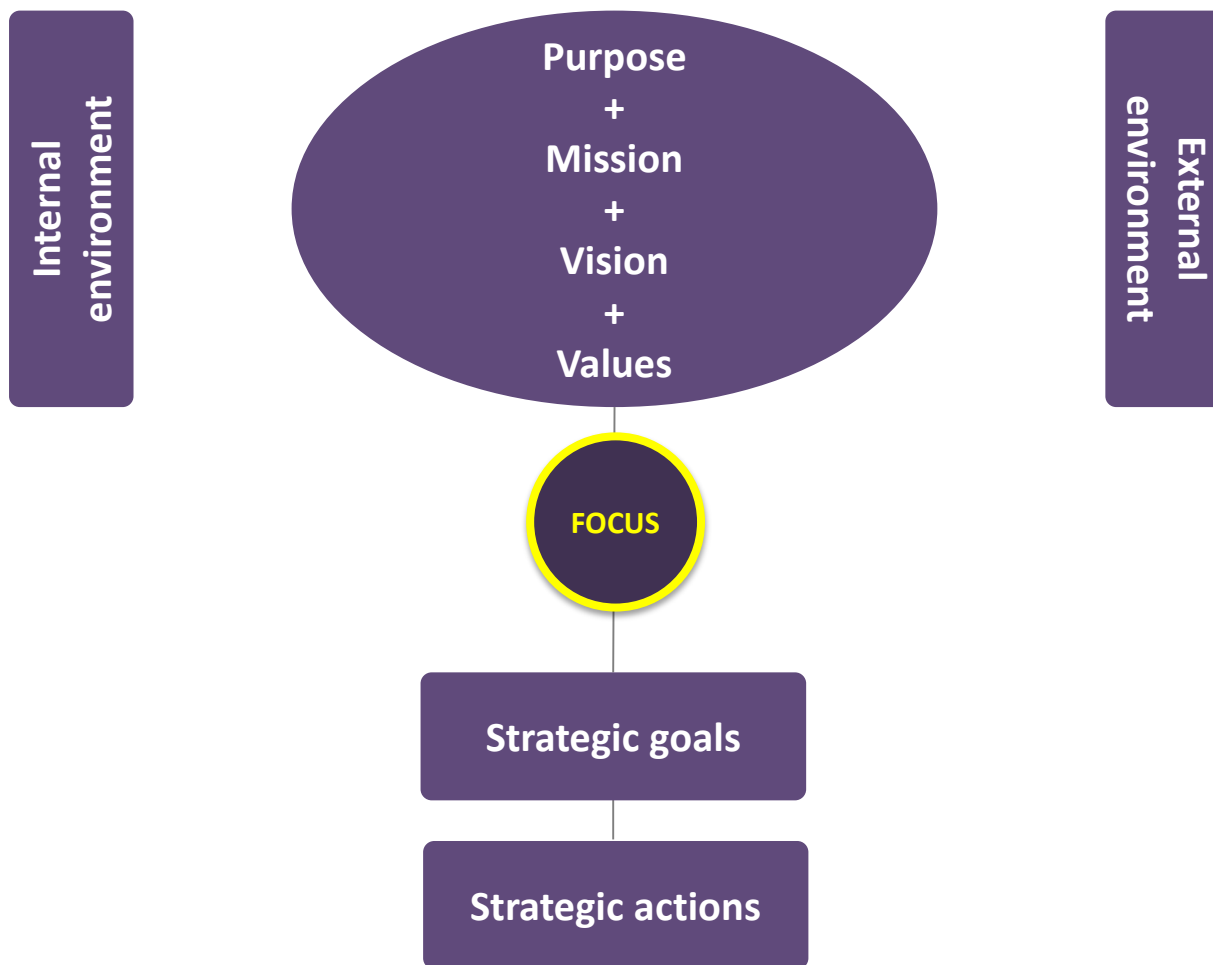 Internal
environment
Purpose
+
Mission
+
Vision
+
Values
External
environment
FOCUS
Strategic goals
Strategic actions